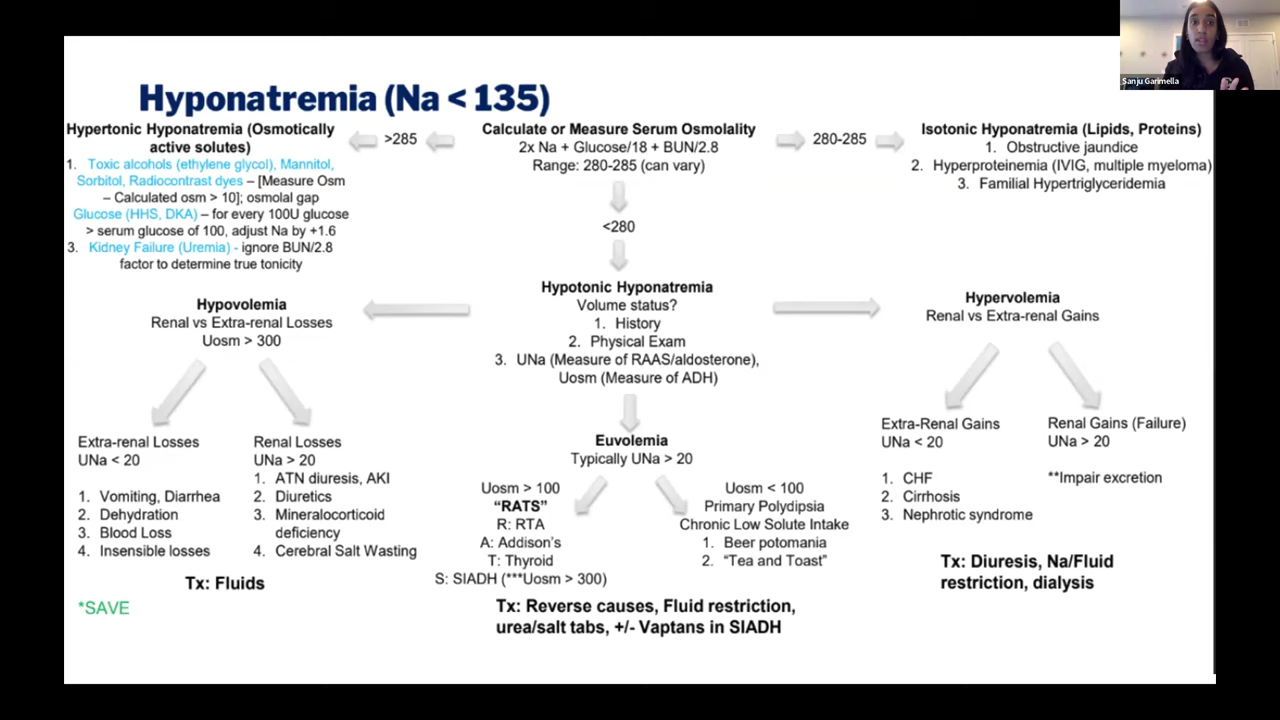 Sanju Garimella
Hyponatremia (Na < 135)
Hypertonic Hyponatremia (Osmotically
active solutes)
1. Toxic alcohols (ethylene glycol), Mannitol,
Sorbitol, Radiocontrast dyes – [Measure Osm
– Calculated osm > 10]; osmolal gap
Glucose (HHS, DKA) – for every 100U glucose
> serum glucose of 100, adjust Na by +1.6
3. Kidney Failure (Uremia) - ignore BUN/2.8
factor to determine true tonicity
>285
Calculate or Measure Serum Osmolality
2x Na + Glucose/18 + BUN/2.8
Range: 280-285 (can vary)
280-285
Isotonic Hyponatremia (Lipids, Proteins)
1. Obstructive jaundice
2. Hyperproteinemia (IVIG, multiple myeloma)
3. Familial Hypertriglyceridemia
<280
Hypotonic Hyponatremia
Volume status?
1. History
2. Physical Exam
3. UNa (Measure of RAAS/aldosterone),
Uosm (Measure of ADH)
Hypovolemia
Renal vs Extra-renal Losses
Uosm > 300
Extra-renal Losses
UNa < 20
1. Vomiting, Diarrhea
2. Dehydration
3. Blood Loss
4. Insensible losses
Renal Losses
UNa > 20
1. ATN diuresis, AKI
2. Diuretics
3. Mineralocorticoid
deficiency
4. Cerebral Salt Wasting
Tx: Fluids
*SAVE
Euvolemia
Typically UNa > 20
Uosm > 100
“RATS”
R: RTA
A: Addison's
T: Thyroid
S: SIADH (***Uosm > 300)
Uosm < 100
Primary Polydipsia
Chronic Low Solute Intake
1. Beer potomania
2. “Tea and Toast”
Tx: Reverse causes, Fluid restriction,
urea/salt tabs, +/- Vaptans in SIADH
Hypervolemia
Renal vs Extra-renal Gains
Extra-Renal Gains
UNa < 20
1. CHF
2. Cirrhosis
3. Nephrotic syndrome
Renal Gains (Failure)
UNa > 20
**Impair excretion
Tx: Diuresis, Na/Fluid
restriction, dialysis